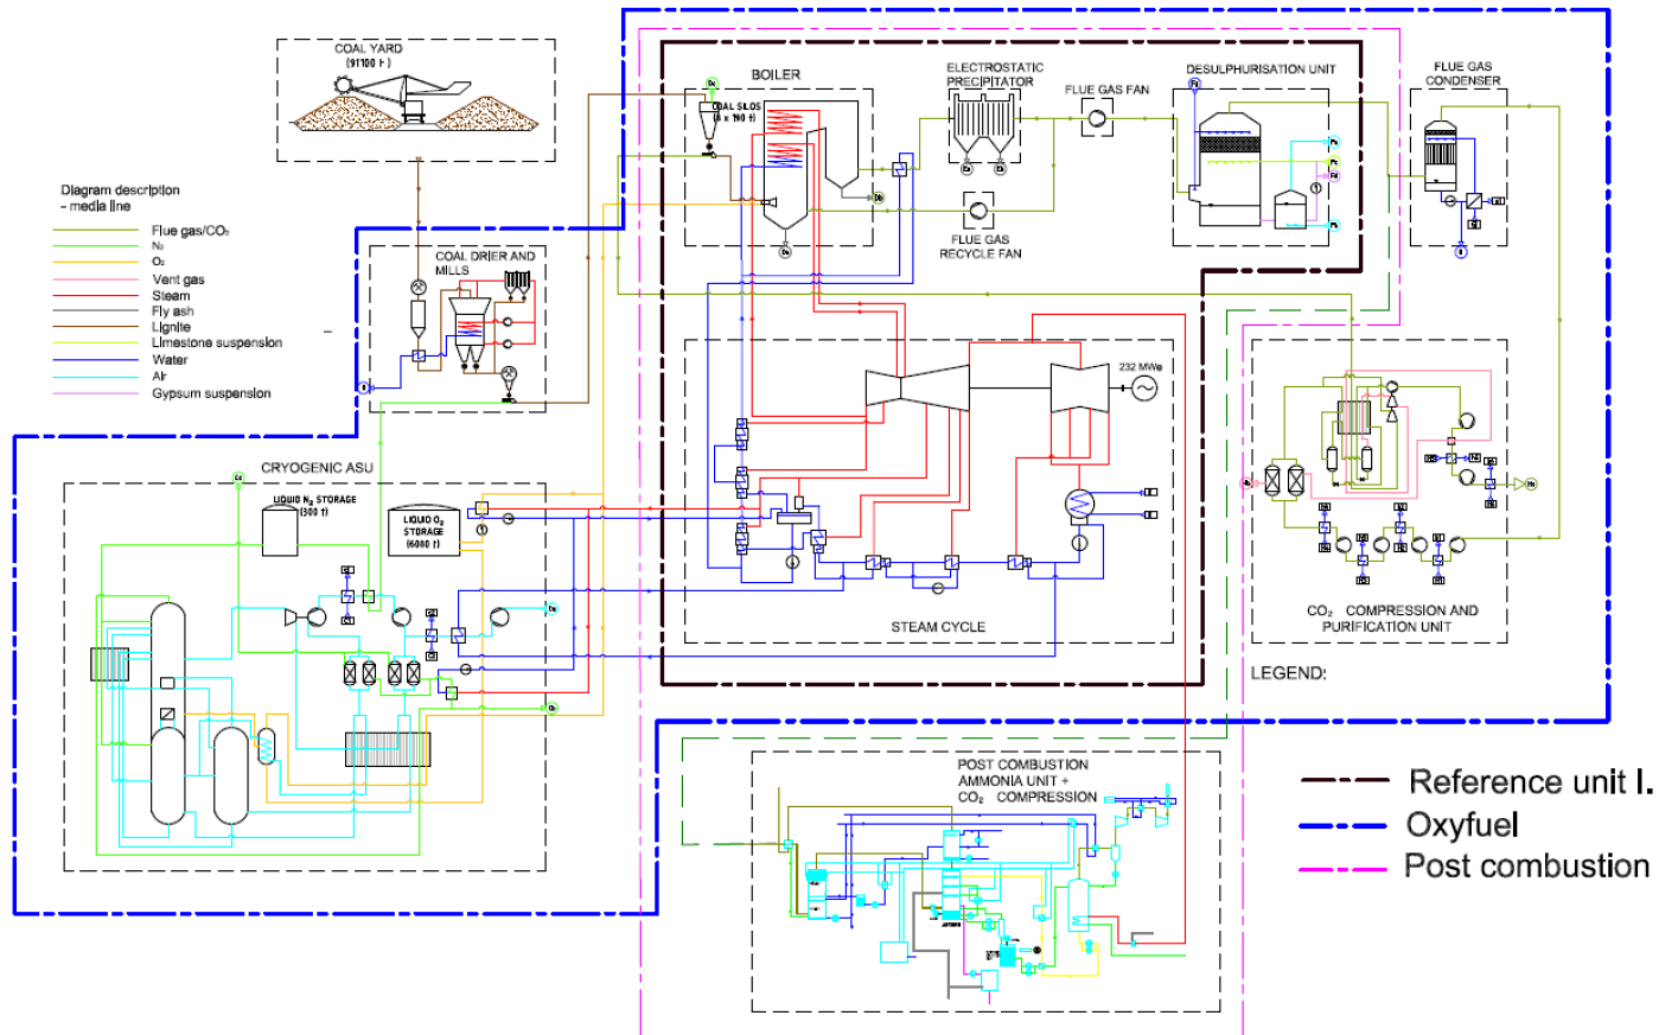 COAL YARD
(91100 t)
BOILER
COAL SILOS
ELECTROSTATIC
PRECIPITATOR
FLUE GAS FAN
DESULPHURISATION UNIT
FLUE GAS
CONDENSER
Diagram description
- media line
Flue gas/CO₂
N₂
O₂
Vent gas
Steam
Fly ash
Lignite
Limestone suspension
Water
Air
Gypsum suspension
COAL DRIER AND
MILLS
FLUE GAS
RECYCLE FAN
232 MWe
CRYOGENIC ASU
LIQUID N₂ STORAGE
(300 t)
LIQUID O₂
STORAGE
(6080 t)
STEAM CYCLE
CO₂ COMPRESSION AND
PURIFICATION UNIT
LEGEND:
POST COMBUSTION
AMMONIA UNIT +
CO₂ COMPRESSION
Reference unit I.
Oxyfuel
Post combustion